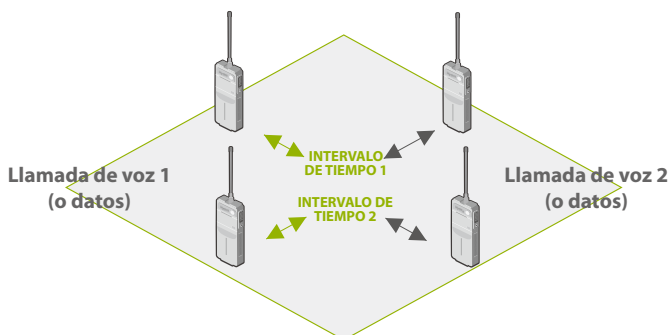 INTERVALO
DE TIEMPO 1
Llamada de voz 1
(o datos)
Llamada de voz 2
(o datos)
INTERVALO DE
TIEMPO 2